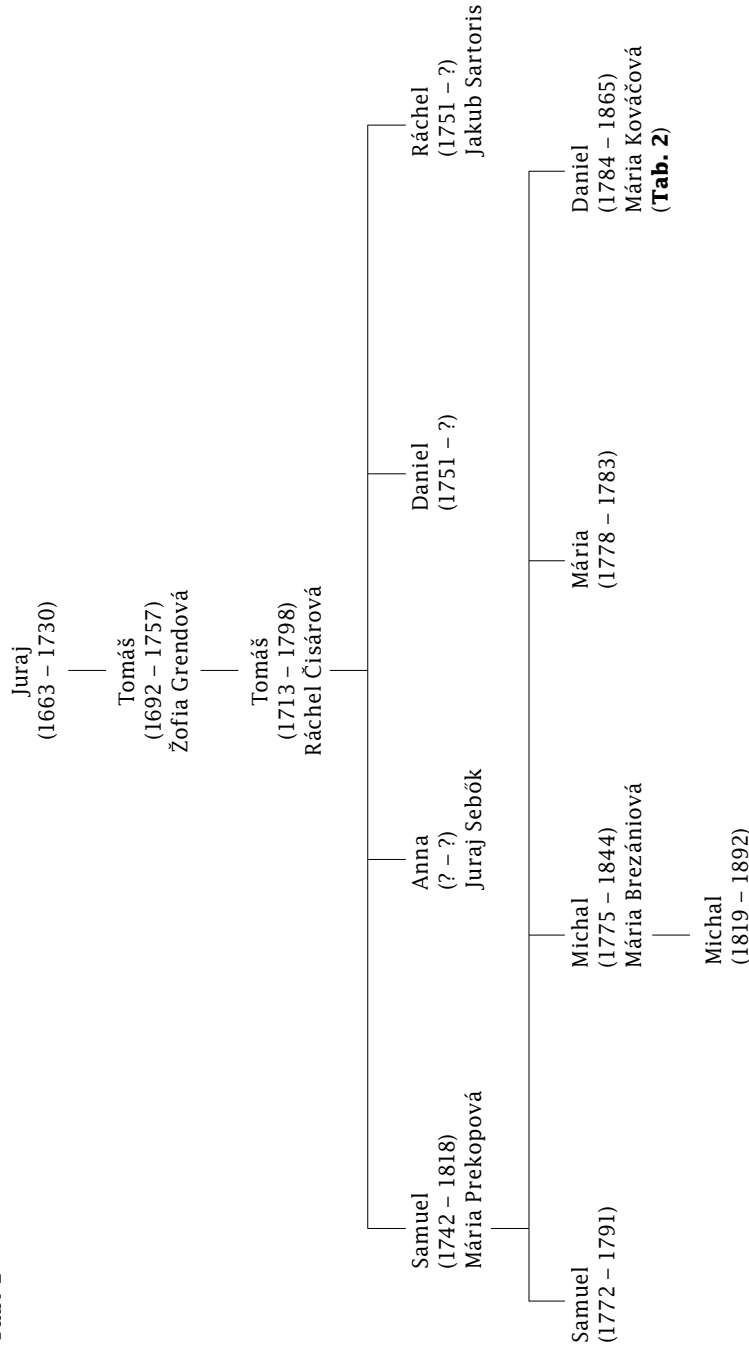 Juraj
(1663 – 1730)
Tomáš
(1692 – 1757)
Žofia Grendová
Tomáš
(1713 – 1798)
Ráchel Čisárová
Samuel
(1742 – 1818)
Mária Prekopová
Anna
(? – ?)
Juraj Sebők
Daniel
(1751 – ?)
Ráchel
(1751 – ?)
Jakub Sartoris
Samuel
(1772 – 1791)
Michal
(1775 – 1844)
Mária Brezániová
Mária
(1778 – 1783)
Daniel
(1784 – 1865)
Mária Kováčová
(Tab. 2)
Michal
(1819 – 1892)